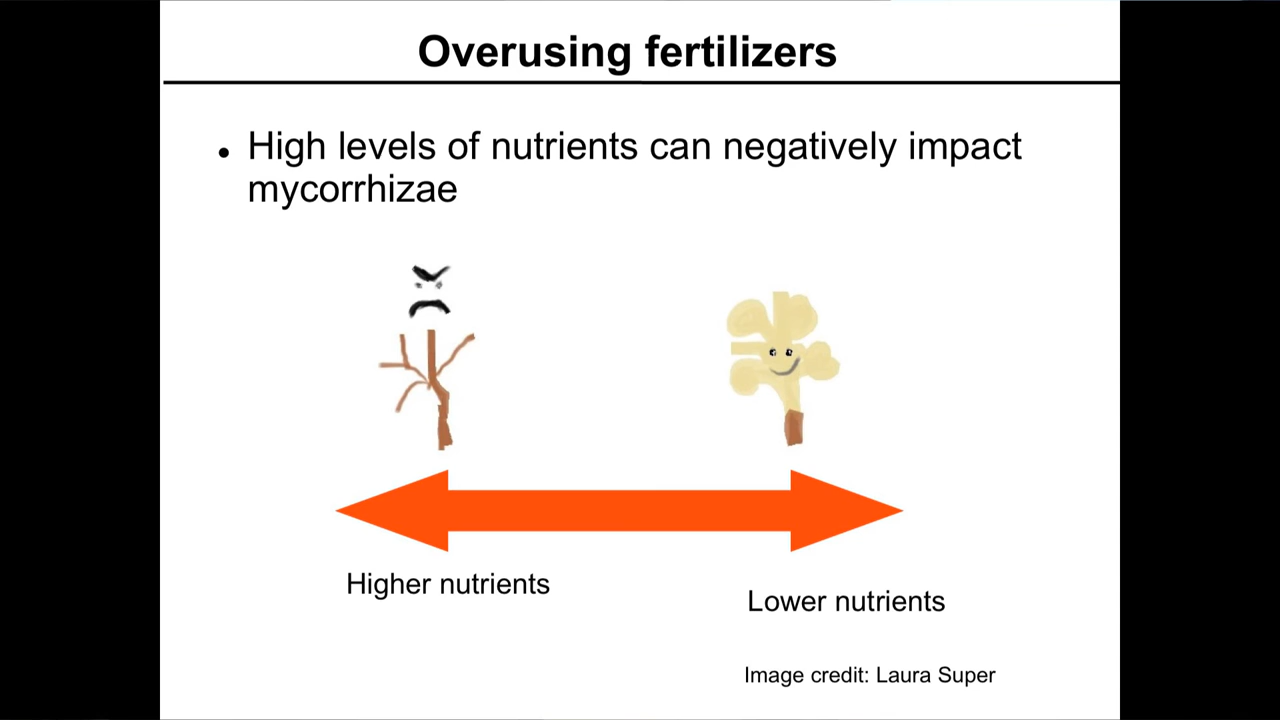 Overusing fertilizers
• High levels of nutrients can negatively impact
mycorrhizae
Higher nutrients
Lower nutrients
Image credit: Laura Super